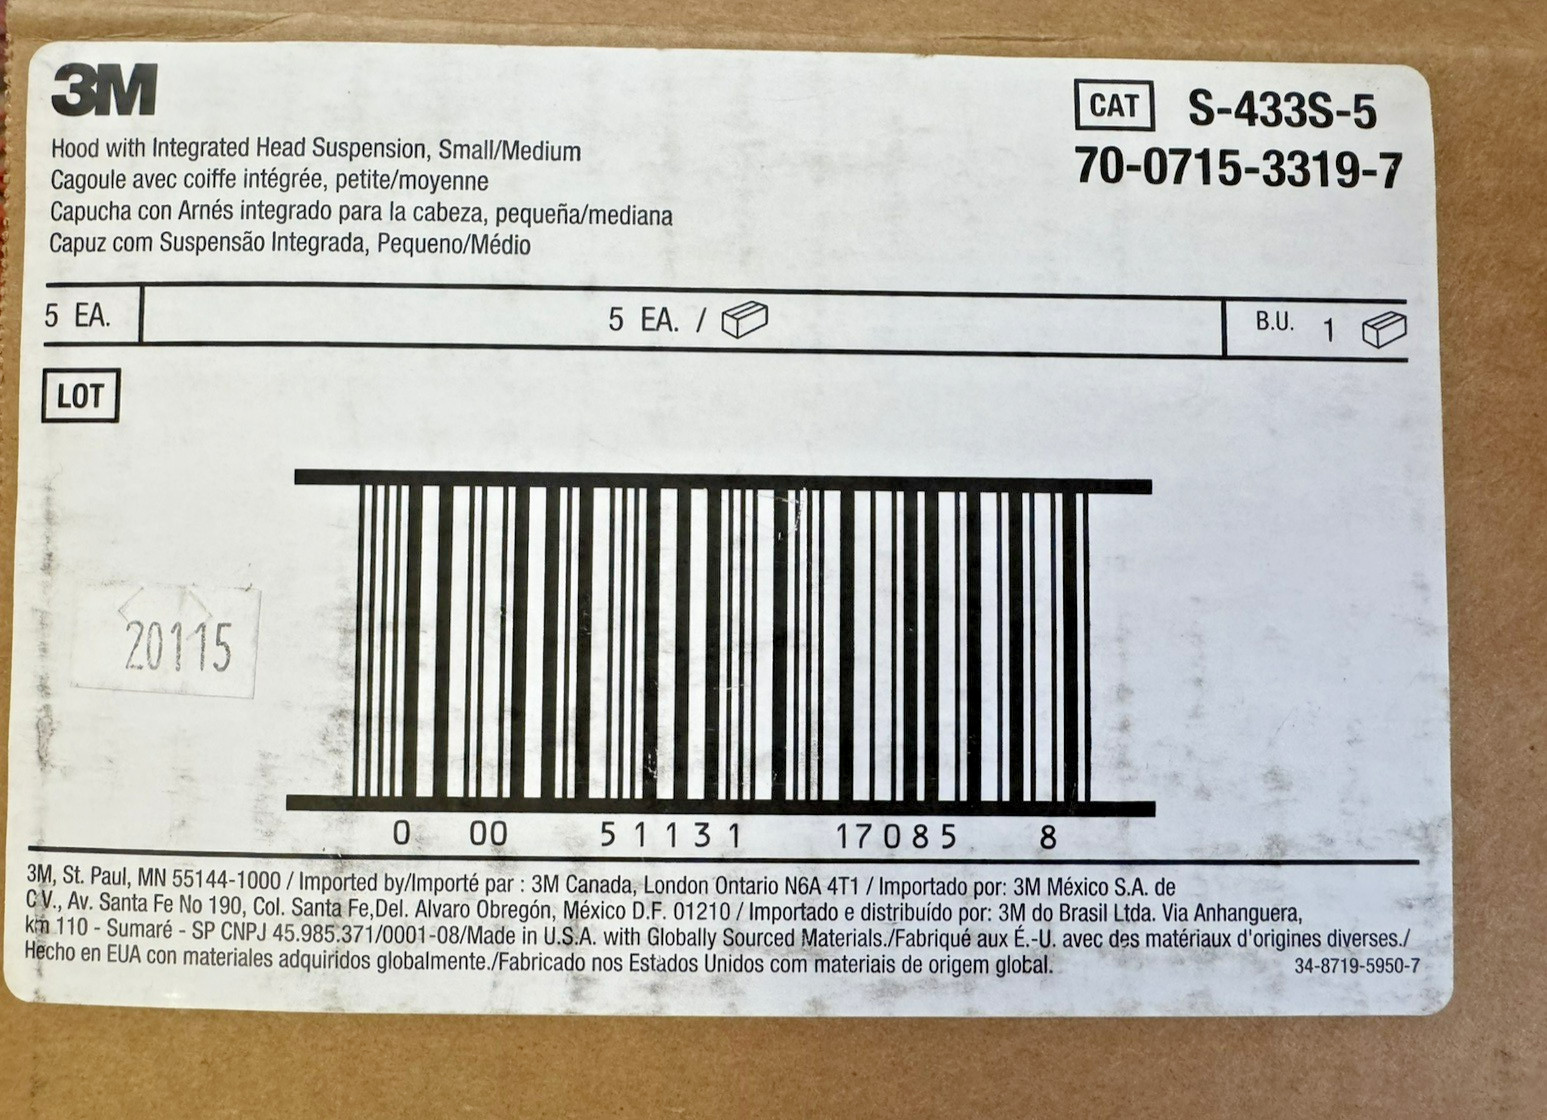 3M
CAT S-433S-5
70-0715-3319-7
Hood with Integrated Head Suspension, Small/Medium
Cagoule avec coiffe intégrée, petite/moyenne
Capucha con Arnés integrado para la cabeza, pequeña/mediana
Capuz com Suspensão Integrada, Pequeno/Médio
5 EA. 5 EA. / B.U. 1
LOT
20115
0 00 51131 17085 8
3M, St. Paul, MN 55144-1000 / Imported by/Importé par : 3M Canada, London Ontario N6A 4T1 / Importado por: 3M México S.A. de
C.V., Av. Santa Fe No 190, Col. Santa Fe,Del. Alvaro Obregón, México D.F. 01210 / Importado e distribuído por: 3M do Brasil Ltda. Via Anhanguera,
km 110 - Sumaré - SP CNPJ 45.985.371/0001-08/Made in U.S.A. with Globally Sourced Materials./Fabriqué aux É.-U. avec des matériaux d'origines diverses./
Hecho en EUA con materiales adquiridos globalmente./Fabricado nos Estados Unidos com materiais de origem global. 34-8719-5950-7